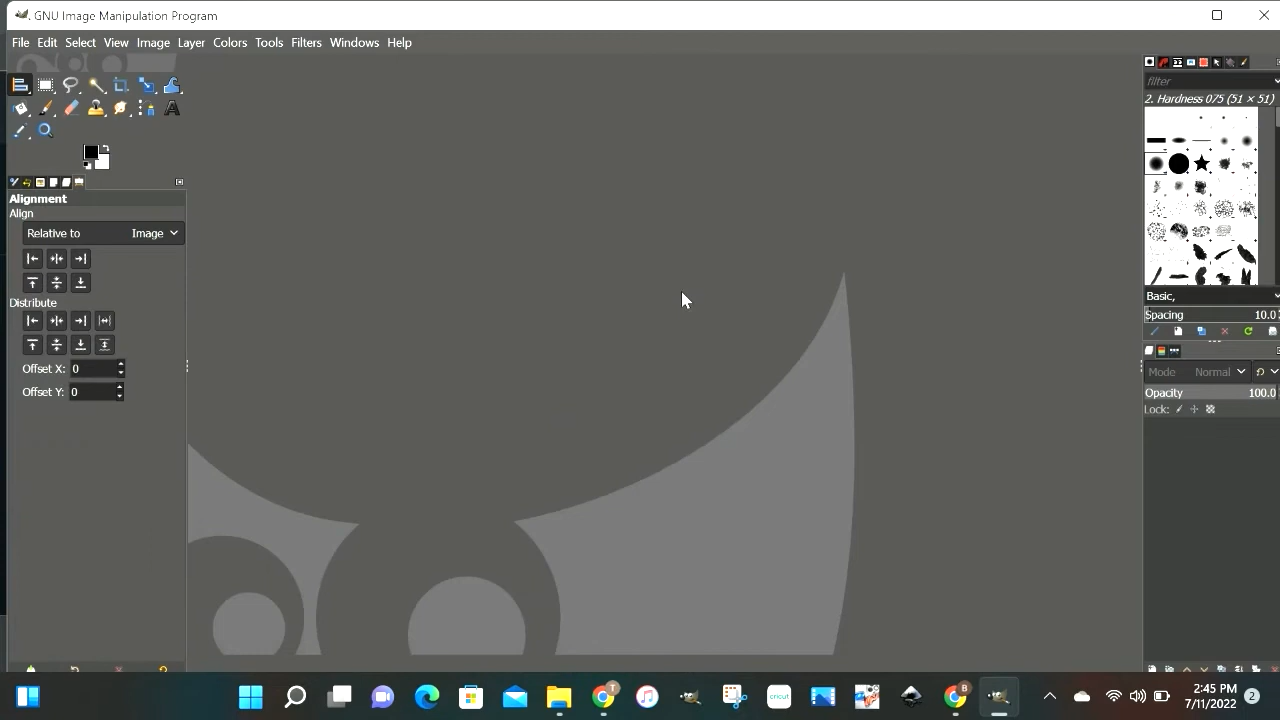 GNU Image Manipulation Program
File Edit Select View Image Layer Colors Tools Filters Windows Help
filter
2. Hardness 075 (51 × 51)
Alignment
Align
Relative to Image
Distribute
Offset X: 0
Offset Y: 0
Basic,
Spacing 10.0
Mode Normal
Opacity 100.0
Lock:
cricut
T
B
2:45 PM
7/11/2022
2